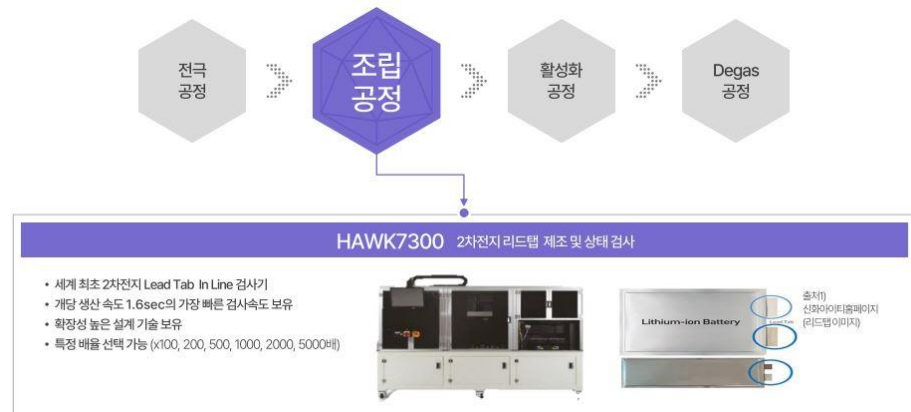 전극
공정
조립
공정
활성화
공정
Degas
공정
HAWK7300 2차전지 리드탭 제조 및 상태 검사
• 세계 최초 2차전지 Lead Tab In Line 검사기
• 개당 생산 속도 1.6sec의 가장 빠른 검사속도 보유
• 확장성 높은 설계 기술 보유
• 특정 배율 선택 가능 (x100, 200, 500, 1000, 2000, 5000배)
Lithium-ion Battery
Lead Tab
출처1)
신화아이티홈페이지
(리드탭이미지)